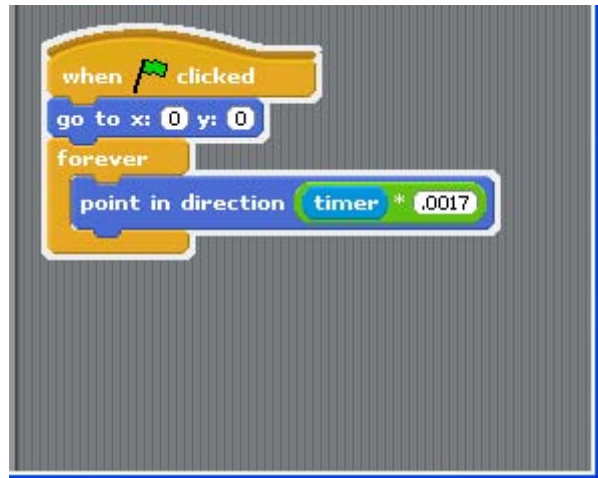 when clicked
go to x: 0 y: 0
forever
point in direction timer * .0017